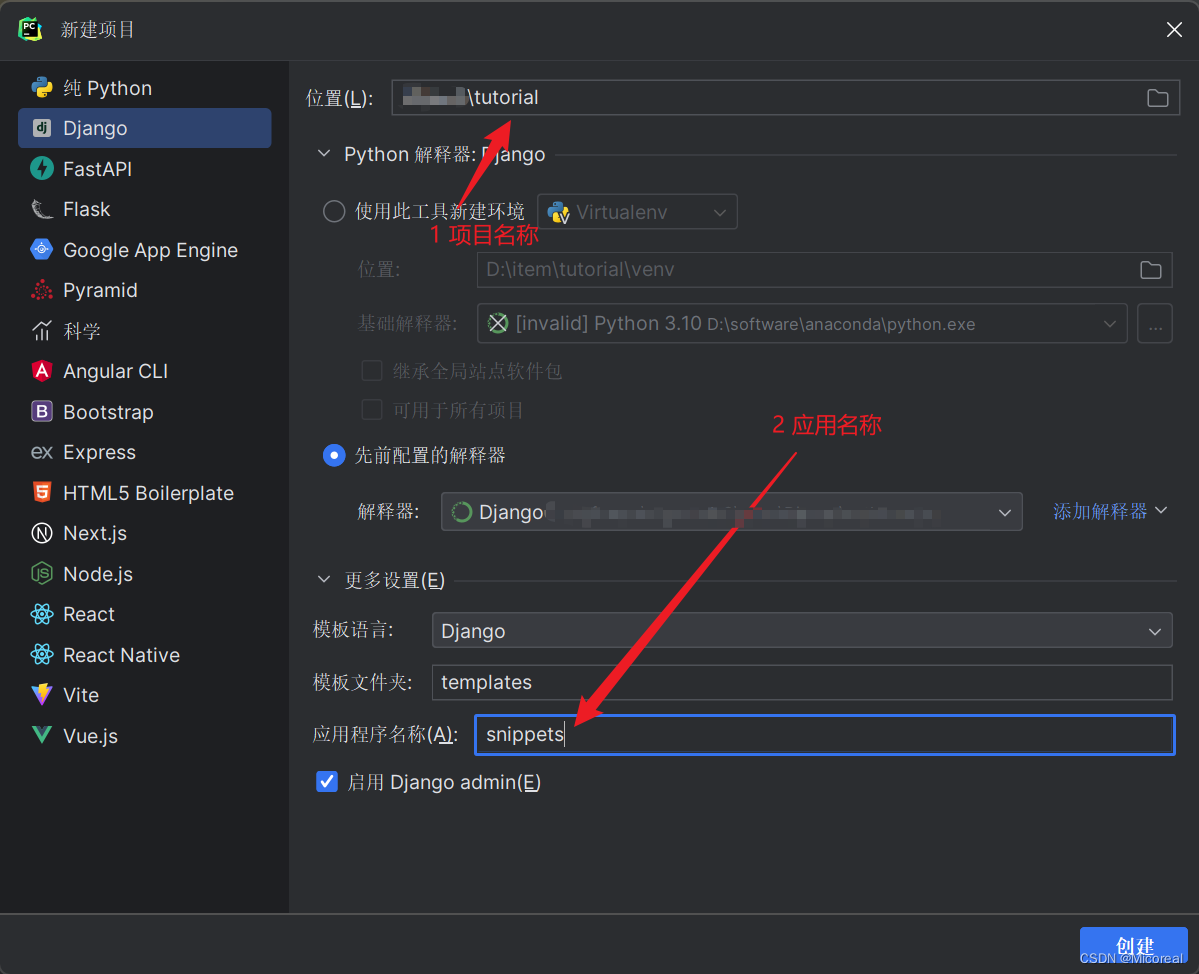 PC
新建项目
纯 Python
dj
Django
FastAPI
Flask
Google App Engine
Pyramid
科学
A
Angular CLI
B
Bootstrap
ex
Express
5
HTML5 Boilerplate
N
Next.js
JS
Node.js
React
React Native
Vite
Vue.js
位置(L):
\tutorial
Python 解释器: Django
使用此工具新建环境
Virtualenv
1 项目名称
位置:
D:\item\tutorial\venv
基础解释器:
[invalid] Python 3.10 D:\software\anaconda\python.exe
...
继承全局站点软件包
可用于所有项目
2 应用名称
先前配置的解释器
解释器:
Django
添加解释器
更多设置(E)
模板语言:
Django
模板文件夹:
templates
应用程序名称(A):
snippets
启用 Django admin(E)
创建
CSDN @Micoreal